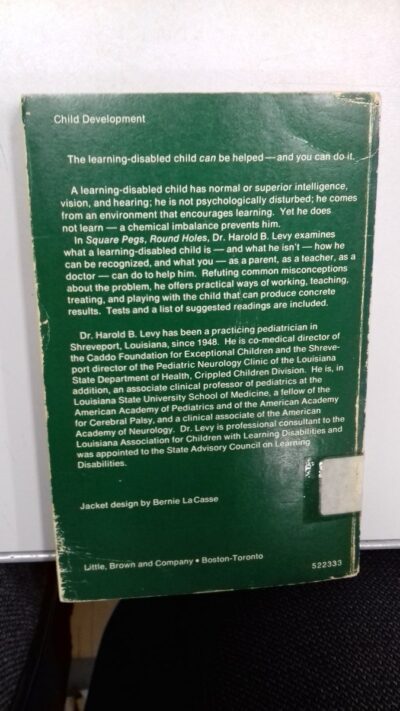 Child Development
The learning-disabled child can be helped — and you can do it.
A learning-disabled child has normal or superior intelligence,
vision, and hearing; he is not psychologically disturbed; he comes
from an environment that encourages learning. Yet he does
not learn — a chemical imbalance prevents him.
In Square Pegs, Round Holes, Dr. Harold B. Levy examines
what a learning-disabled child is — and what he isn't — how he
can be recognized, and what you — as a parent, as a teacher, as a
doctor — can do to help him. Refuting common misconceptions
about the problem, he offers practical ways of working, teaching,
treating, and playing with the child that can produce concrete
results. Tests and a list of suggested readings are included.
Dr. Harold B. Levy has been a practicing pediatrician in
Shreveport, Louisiana, since 1948. He is co-medical director of
the Caddo Foundation for Exceptional Children and the Shreve-
port director of the Pediatric Neurology Clinic of the Louisiana
State Department of Health, Crippled Children Division. He is, in
addition, an associate clinical professor of pediatrics at the
Louisiana State University School of Medicine, a fellow of the
American Academy of Pediatrics and of the American Academy
for Cerebral Palsy, and a clinical associate of the American
Academy of Neurology. Dr. Levy is professional consultant to the
Louisiana Association for Children with Learning Disabilities and
was appointed to the State Advisory Council on Learning
Disabilities.
Jacket design by Bernie LaCasse
Little, Brown and Company • Boston-Toronto
522333